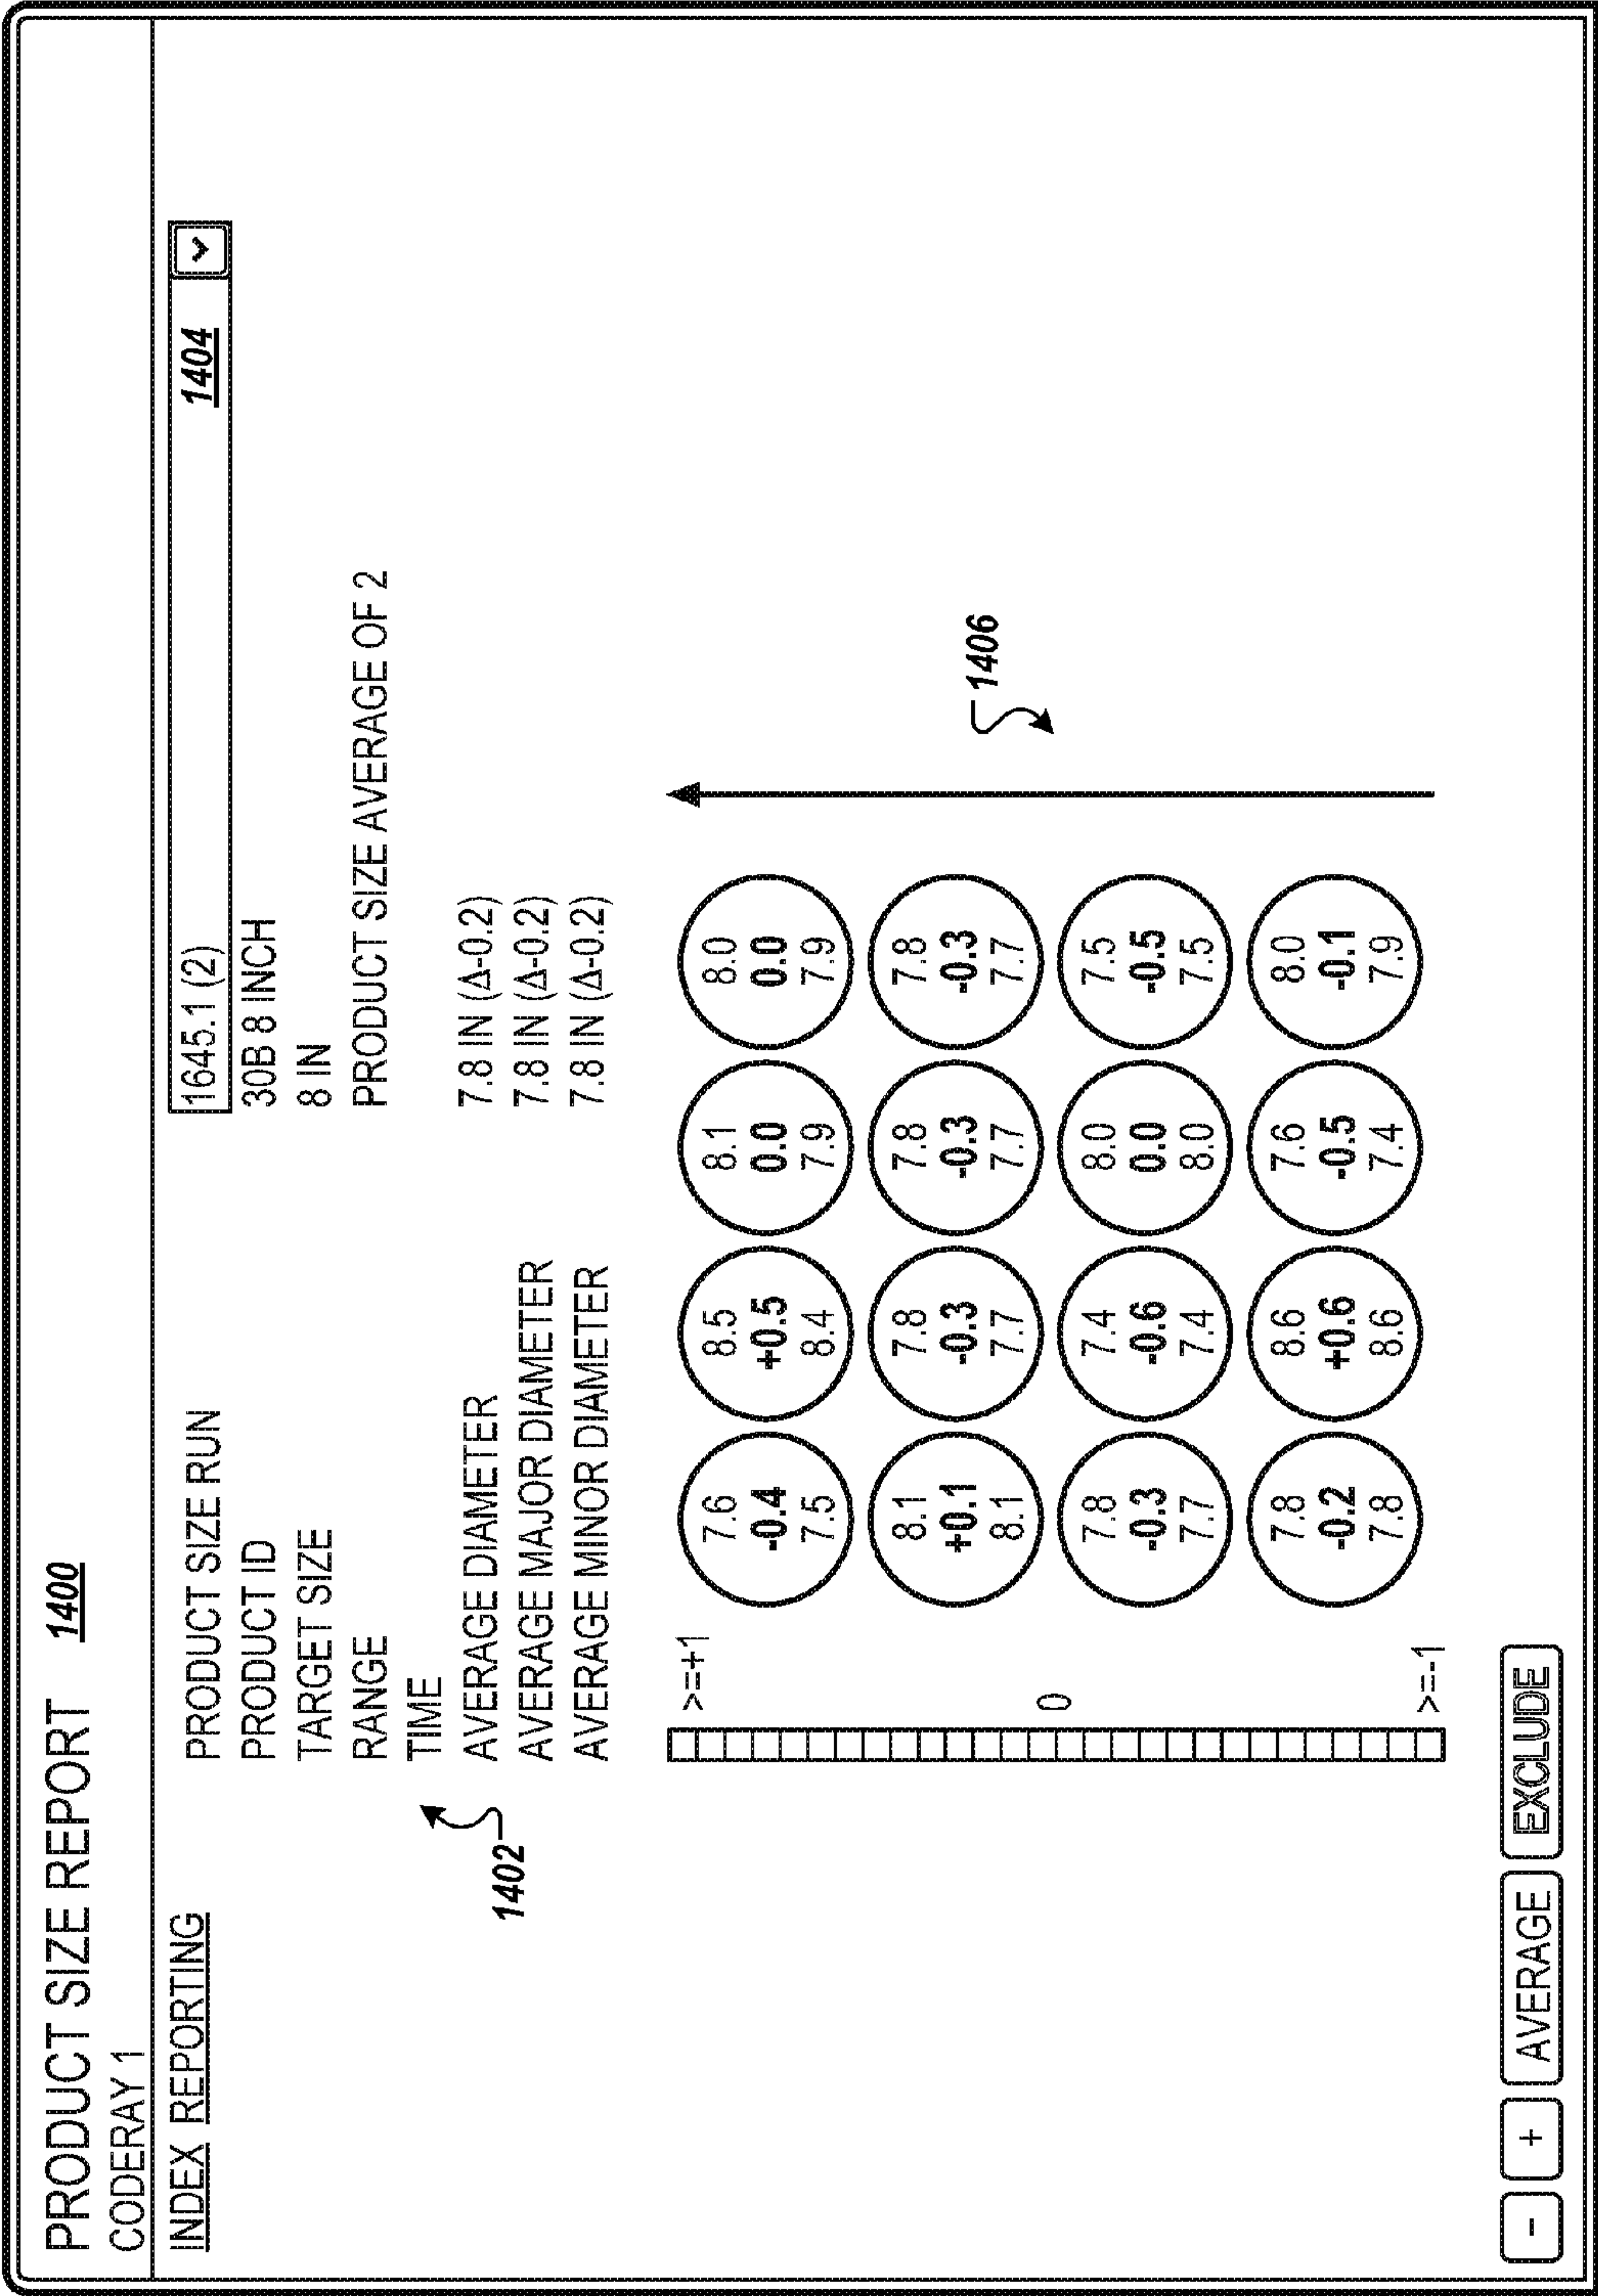 PRODUCT SIZE REPORT 1400
CODERAY 1
INDEX REPORTING
PRODUCT SIZE RUN 1645.1 (2) 1404
PRODUCT ID 30B 8 INCH
TARGET SIZE 8 IN
RANGE PRODUCT SIZE AVERAGE OF 2
TIME
1402
AVERAGE DIAMETER 7.8 IN (Δ-0.2)
AVERAGE MAJOR DIAMETER 7.8 IN (Δ-0.2)
AVERAGE MINOR DIAMETER 7.8 IN (Δ-0.2)
>=+1
0
>=-1
7.6 8.5 8.1 8.0
-0.4 +0.5 0.0 0.0
7.5 8.4 7.9 7.9
8.1 7.8 7.8 7.8
+0.1 -0.3 -0.3 -0.3
8.1 7.7 7.7 7.7
7.8 7.4 8.0 7.5
-0.3 -0.6 0.0 -0.5
7.7 7.4 8.0 7.5
7.8 8.6 7.6 8.0
-0.2 +0.6 -0.5 -0.1
7.8 8.6 7.4 7.9
1406
- + AVERAGE EXCLUDE